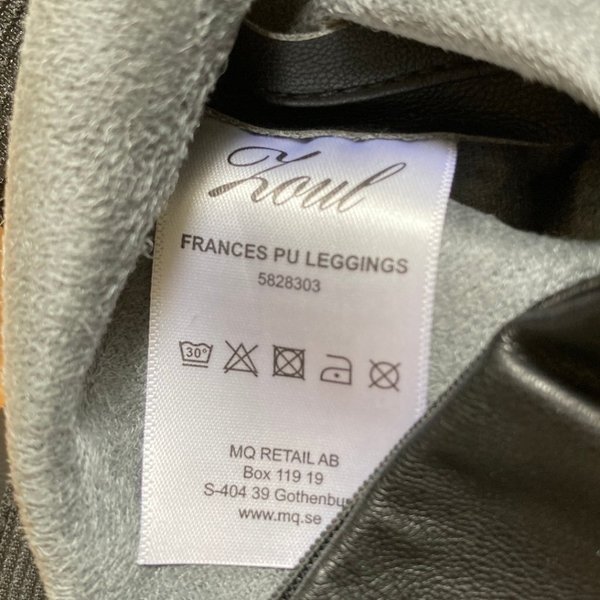 Zoul
FRANCES PU LEGGINGS
5828303
30°
MQ RETAIL AB
Box 119 19
S-404 39 Gothenbu
www.mq.se